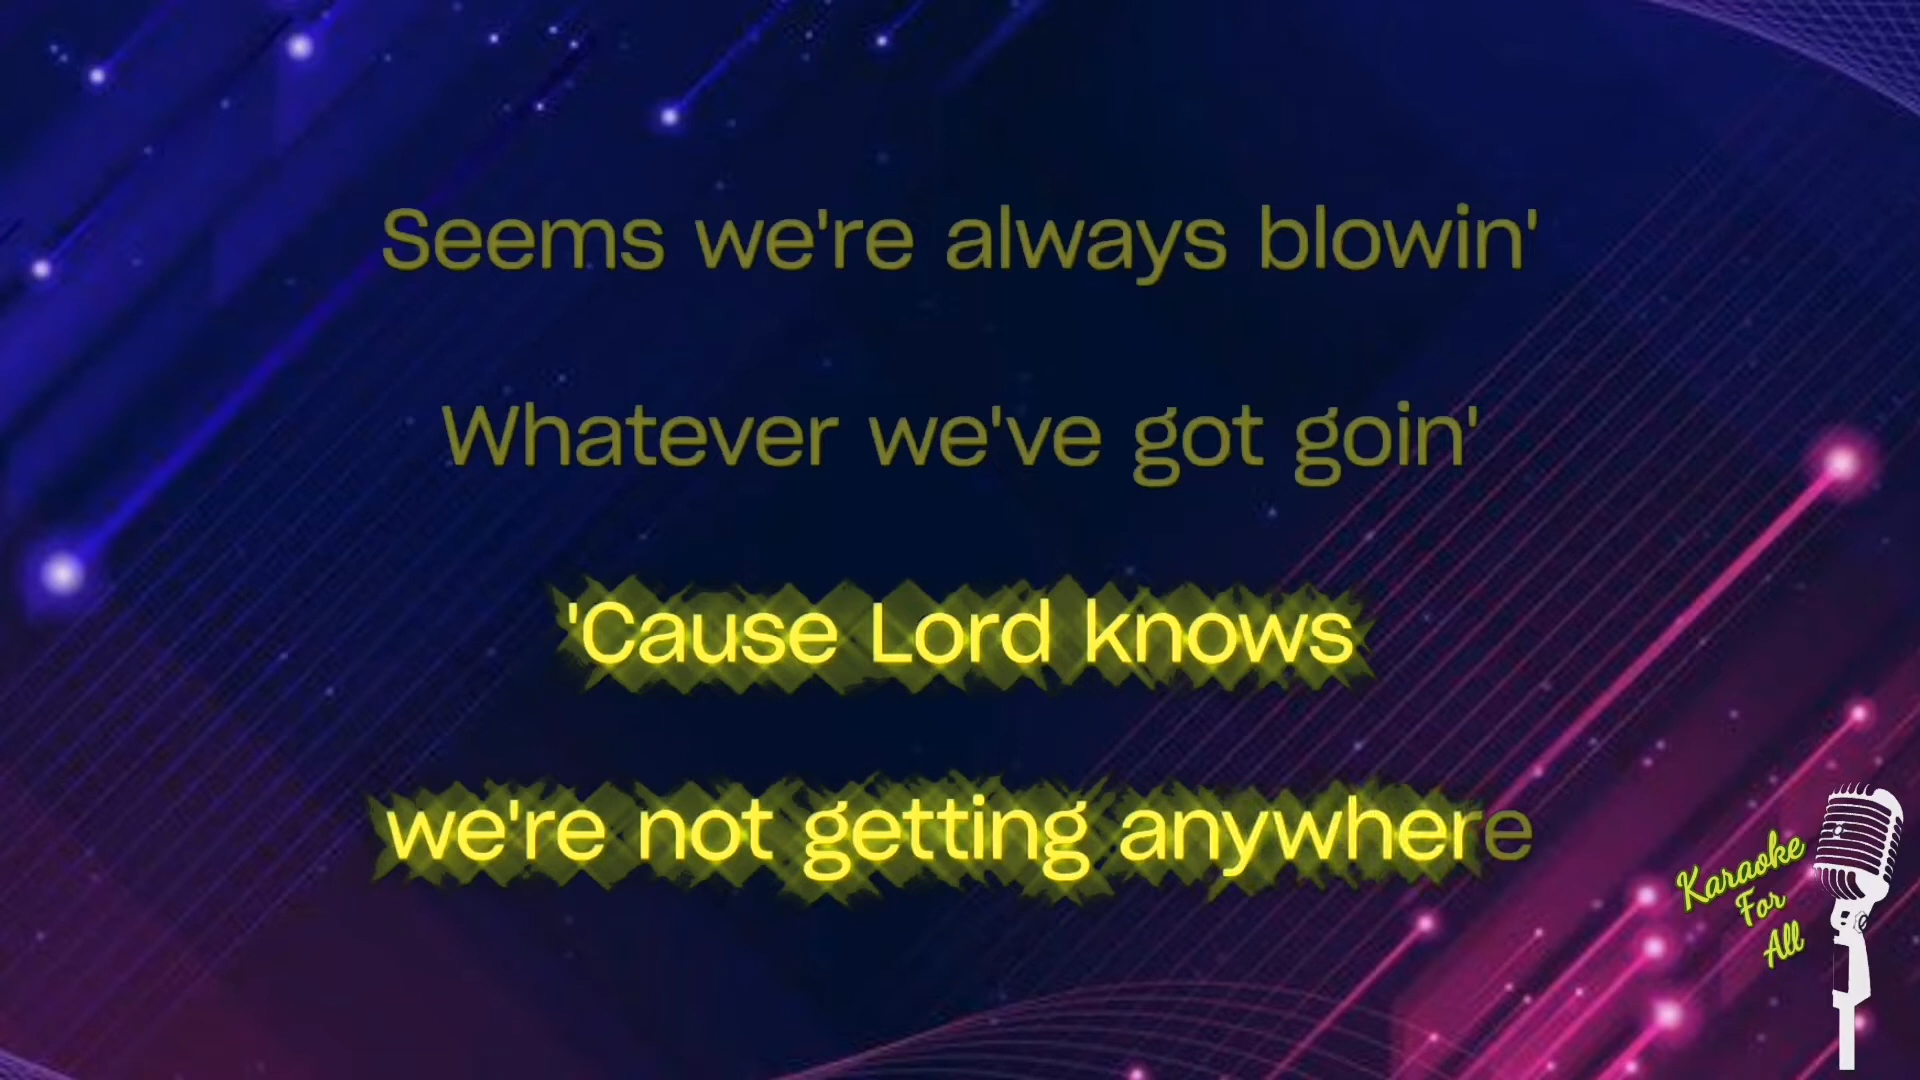 Seems we're always blowin'
Whatever we've got goin'
'Cause Lord knows
we're not getting anywhere
Karaoke
For
All